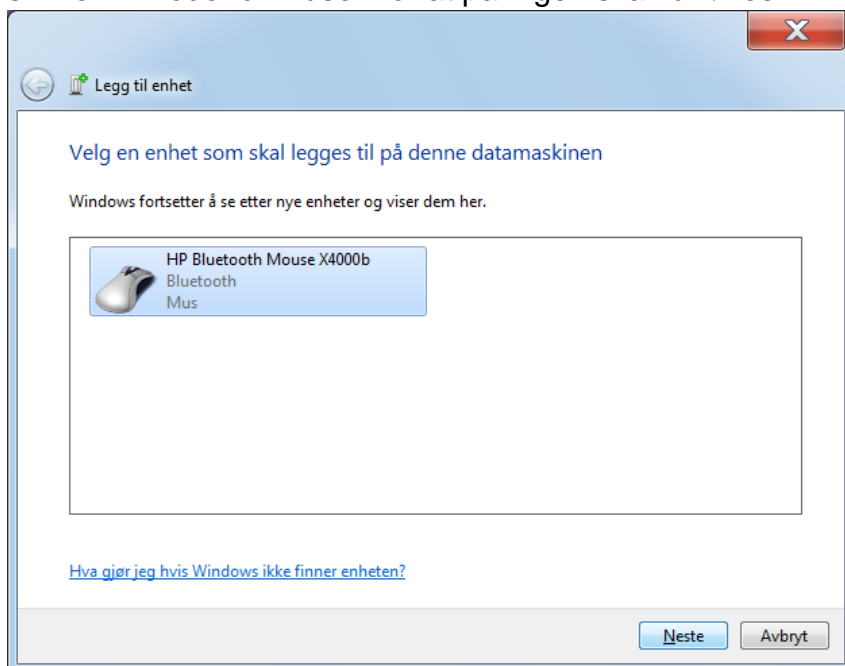 Legg til enhet
Velg en enhet som skal legges til på denne datamaskinen
Windows fortsetter å se etter nye enheter og viser dem her.
HP Bluetooth Mouse X4000b
Bluetooth
Mus
Hva gjør jeg hvis Windows ikke finner enheten?
Neste Avbryt